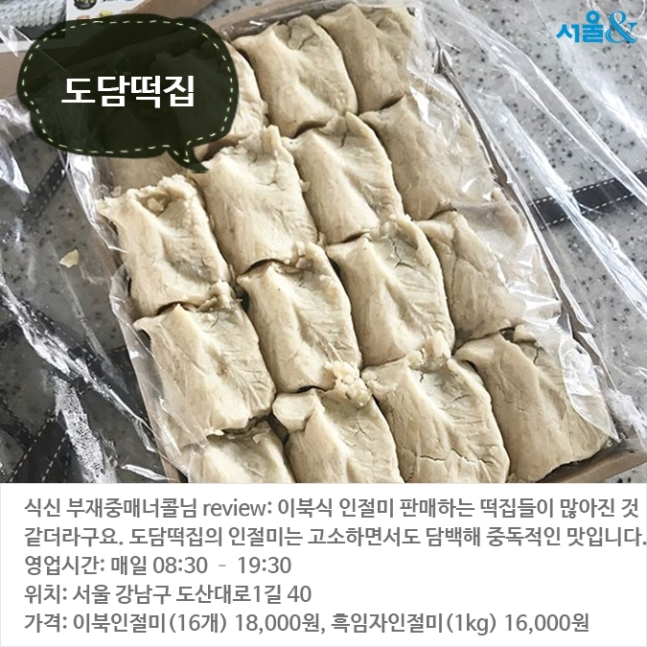 서울&
도담떡집
식신 부재중매너콜님 review: 이북식 인절미 판매하는 떡집들이 많아진 것
같더라구요. 도담떡집의 인절미는 고소하면서도 담백해 중독적인 맛입니다.
영업시간: 매일 08:30 – 19:30
위치: 서울 강남구 도산대로1길 40
가격: 이북인절미(16개) 18,000원, 흑임자인절미(1kg) 16,000원